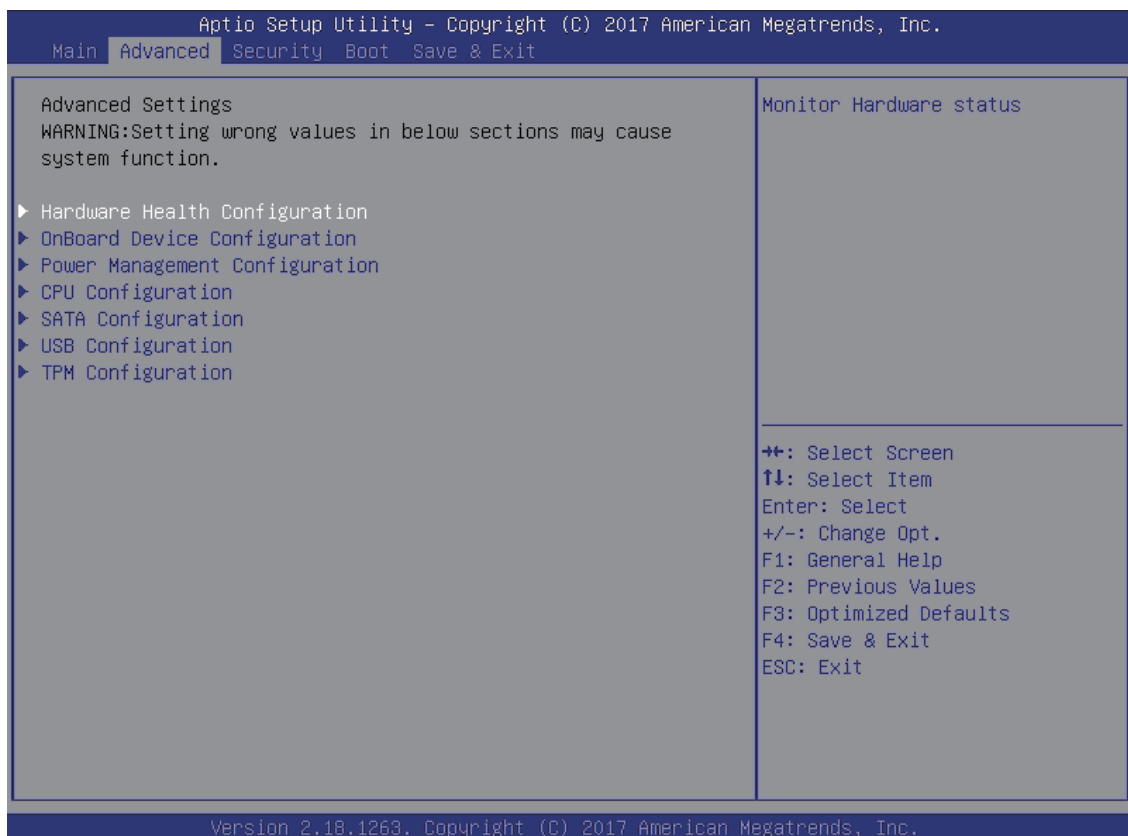 Aptio Setup Utility – Copyright (C) 2017 American Megatrends, Inc.
Main Advanced Security Boot Save & Exit
Advanced Settings
WARNING:Setting wrong values in below sections may cause
system function.
▶ Hardware Health Configuration
▶ OnBoard Device Configuration
▶ Power Management Configuration
▶ CPU Configuration
▶ SATA Configuration
▶ USB Configuration
▶ TPM Configuration
Monitor Hardware status
→←: Select Screen
↑↓: Select Item
Enter: Select
+/-: Change Opt.
F1: General Help
F2: Previous Values
F3: Optimized Defaults
F4: Save & Exit
ESC: Exit
Version 2.18.1263. Copyright (C) 2017 American Megatrends, Inc.